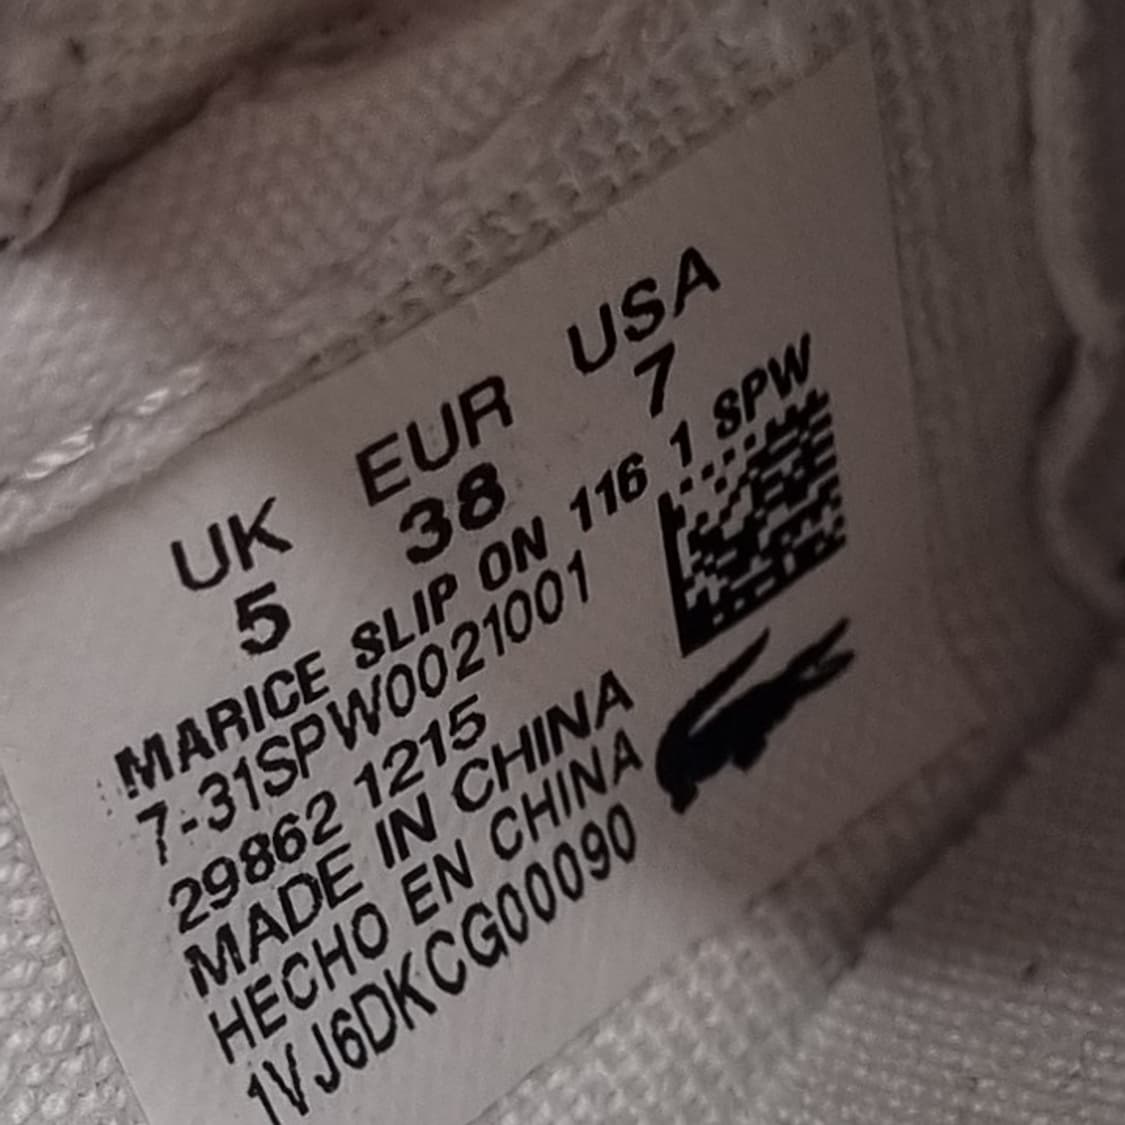 UK EUR USA
5 38 7
MARICE SLIP ON 116 1 SPW
7-31SPW0021001
29862 1215
MADE IN CHINA
HECHO EN CHINA
1VJ6DKCG00090